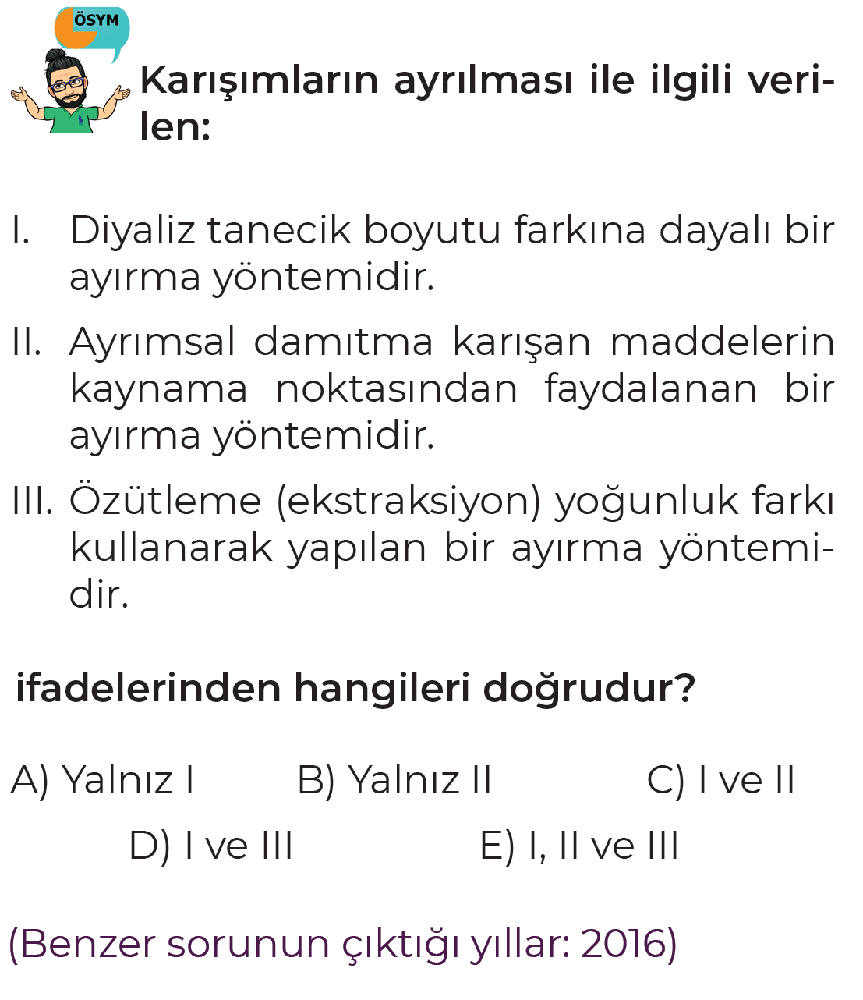 ÖSYM
Karışımların ayrılması ile ilgili veri-
len:
I. Diyaliz tanecik boyutu farkına dayalı bir
ayırma yöntemidir.
II. Ayrımsal damıtma karışan maddelerin
kaynama noktasından faydalanan bir
ayırma yöntemidir.
III. Özütleme (ekstraksiyon) yoğunluk farkı
kullanarak yapılan bir ayırma yöntemi-
dir.
ifadelerinden hangileri doğrudur?
A) Yalnız I B) Yalnız II C) I ve II
D) I ve III E) I, II ve III
(Benzer sorunun çıktığı yıllar: 2016)